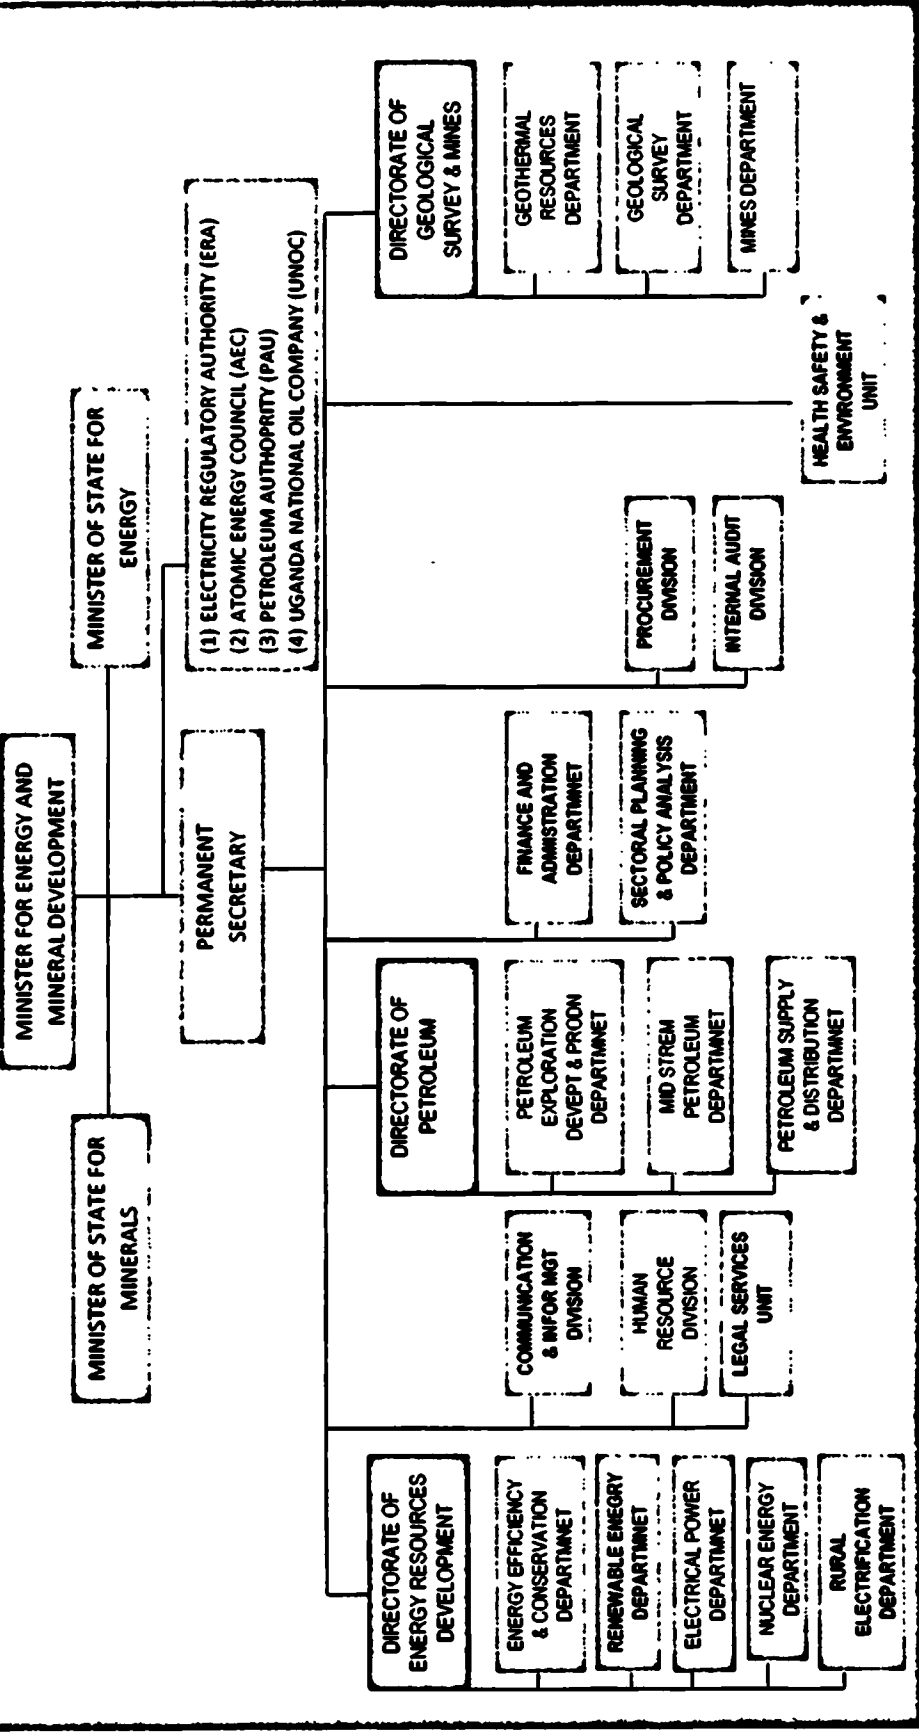 MINISTER FOR ENERGY AND
MINERAL DEVELOPMENT
MINISTER OF STATE FOR
MINERALS
MINISTER OF STATE FOR
ENERGY
PERMANENT
SECRETARY
(1) ELECTRICITY REGULATORY AUTHORITY (ERA)
(2) ATOMIC ENERGY COUNCIL (AEC)
(3) PETROLEUM AUTHOPRITY (PAU)
(4) UGANDA NATIONAL OIL COMPANY (UNOC)
DIRECTORATE OF
ENERGY RESOURCES
DEVELOPMENT
ENERGY EFFICIENCY
& CONSERVATION
DEPARTMNET
RENEWABLE EMEGRY
DEPARTMNET
ELECTRICAL POWER
DEPARTMNET
NUCLEAR ENERGY
DEPARTMENT
RURAL
ELECTRIFICATION
DEPARTMENT
COMMUNICATION
& INFOR MGT
DIVISION
HUMAN
RESOURCE
DIVISION
LEGAL SERVICES
UNIT
DIRECTORATE OF
PETROLEUM
PETROLEUM
EXPLORATION
DEVEPT & PRODN
DEPARTMNET
MID STREM
PETROLEUM
DEPARTMNET
PETROLEUM SUPPLY
& DISTRIBUTION
DEPARTMNET
FINANCE AND
ADMIISTRATION
DEPARTMNET
SECTORAL PLANNING
& POLICY ANALYSIS
DEPARTMENT
PROCUREMENT
DIVISION
INTERNAL AUDIT
DIVISION
HEALTH SAFETY &
ENVIRONMENT
UNIT
DIRECTORATE OF
GEOLOGICAL
SURVEY & MINES
GEOTHERMAL
RESOURCES
DEPARTMENT
GEOLOGICAL
SURVEY
DEPARTMENT
MINES DEPARTMENT